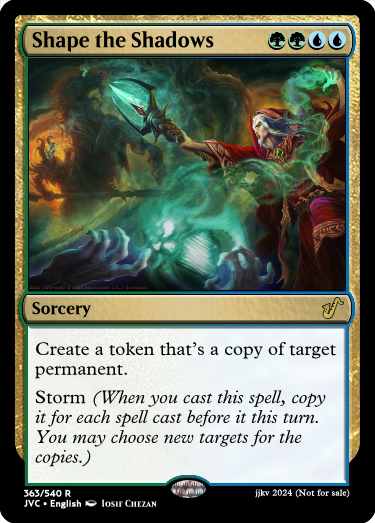 Shape the Shadows
Sorcery
Create a token that's a copy of target
permanent.
Storm (When you cast this spell, copy
it for each spell cast before it this turn.
You may choose new targets for the
copies.)
363/540 R
jjkv 2024 (Not for sale)
JVC • English Iosif Chezan